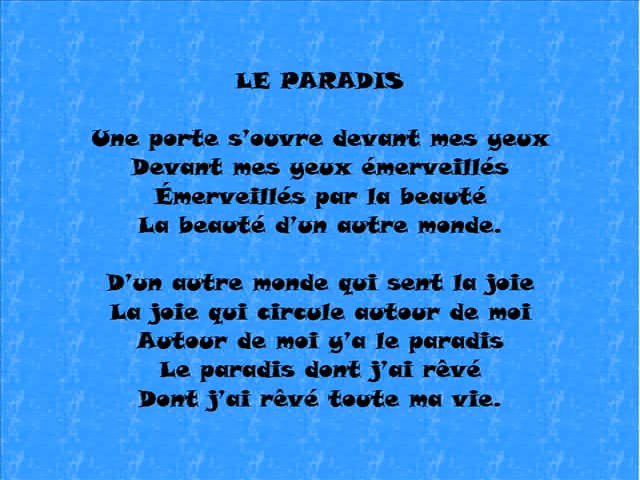 LE PARADIS
Une porte s'ouvre devant mes yeux
Devant mes yeux émerveillés
Émerveillés par la beauté
La beauté d'un autre monde.
D'un autre monde qui sent la joie
La joie qui circule autour de moi
Autour de moi y'a le paradis
Le paradis dont j'ai rêvé
Dont j'ai rêvé toute ma vie.